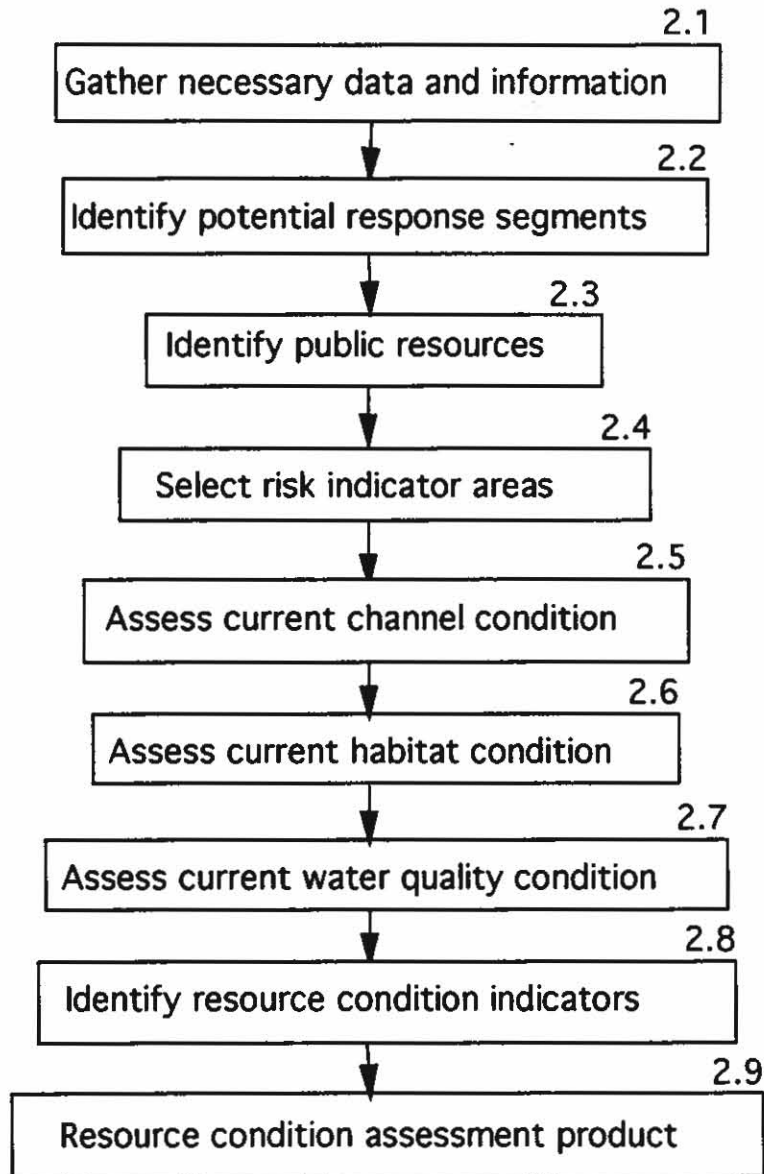 2.1
Gather necessary data and information
2.2
Identify potential response segments
2.3
Identify public resources
2.4
Select risk indicator areas
2.5
Assess current channel condition
2.6
Assess current habitat condition
2.7
Assess current water quality condition
2.8
Identify resource condition indicators
2.9
Resource condition assessment product